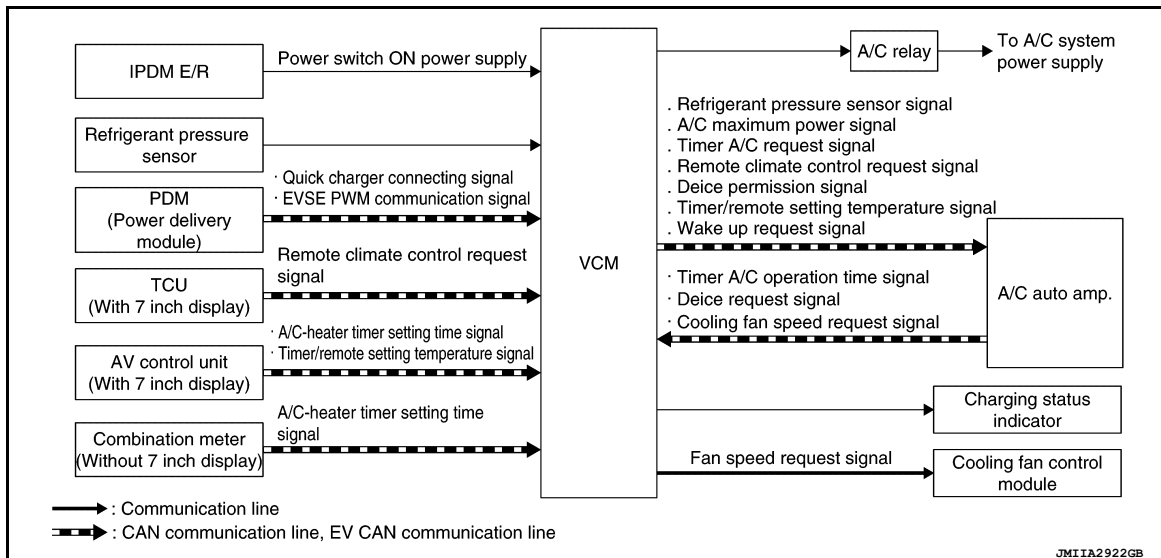 IPDM E/R
Power switch ON power supply
Refrigerant pressure
sensor
· Quick charger connecting signal
· EVSE PWM communication signal
PDM
(Power delivery
module)
Remote climate control request
signal
TCU
(With 7 inch display)
· A/C-heater timer setting time signal
· Timer/remote setting temperature signal
AV control unit
(With 7 inch display)
A/C-heater timer setting time
signal
Combination meter
(Without 7 inch display)
VCM
A/C relay
To A/C system
power supply
. Refrigerant pressure sensor signal
. A/C maximum power signal
. Timer A/C request signal
. Remote climate control request signal
. Deice permission signal
. Timer/remote setting temperature signal
. Wake up request signal
· Timer A/C operation time signal
· Deice request signal
· Cooling fan speed request signal
A/C auto amp.
Charging status
indicator
Fan speed request signal
Cooling fan control
module
: Communication line
: CAN communication line, EV CAN communication line
JMIIA2922GB